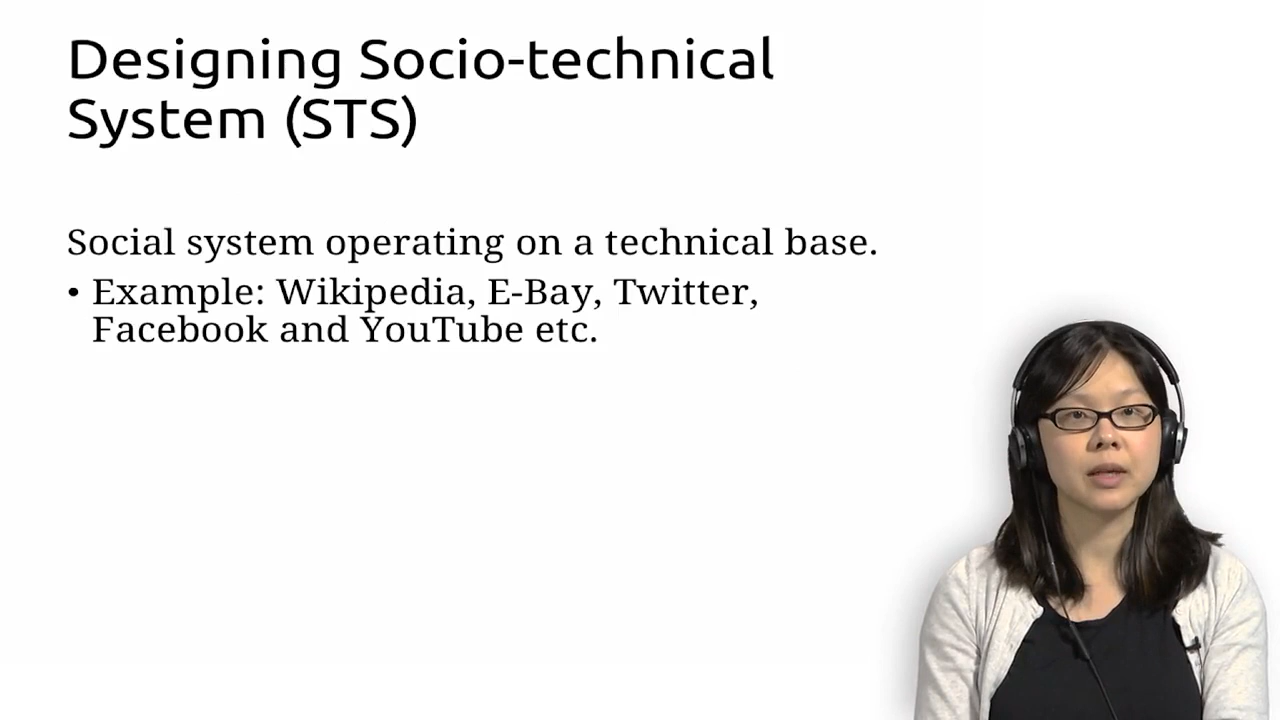 Designing Socio-technical
System (STS)
Social system operating on a technical base.
• Example: Wikipedia, E-Bay, Twitter,
Facebook and YouTube etc.